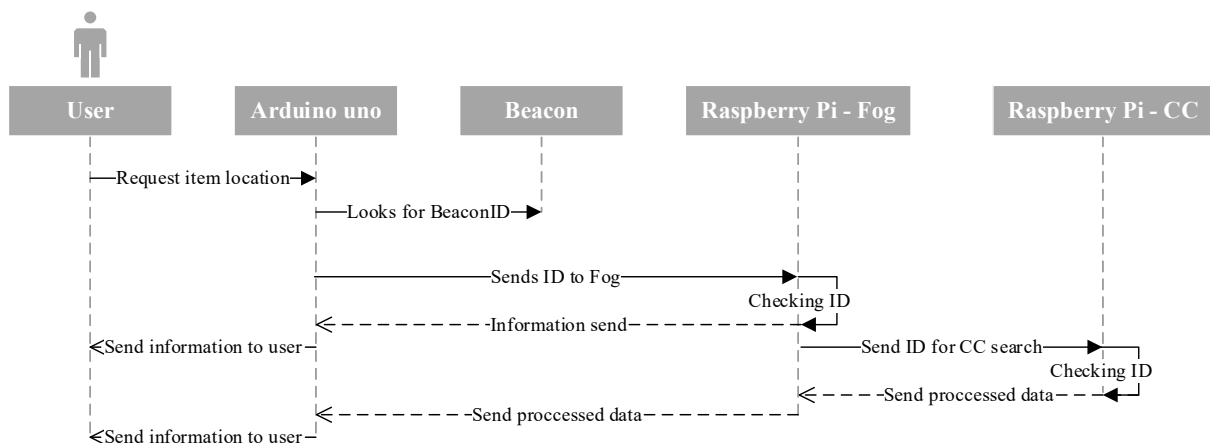 User
Arduino uno
Beacon
Raspberry Pi - Fog
Raspberry Pi - CC
Request item location
Looks for BeaconID
Sends ID to Fog
Checking ID
Information send
Send information to user
Send ID for CC search
Checking ID
Send proccessed data
Send proccessed data
Send information to user